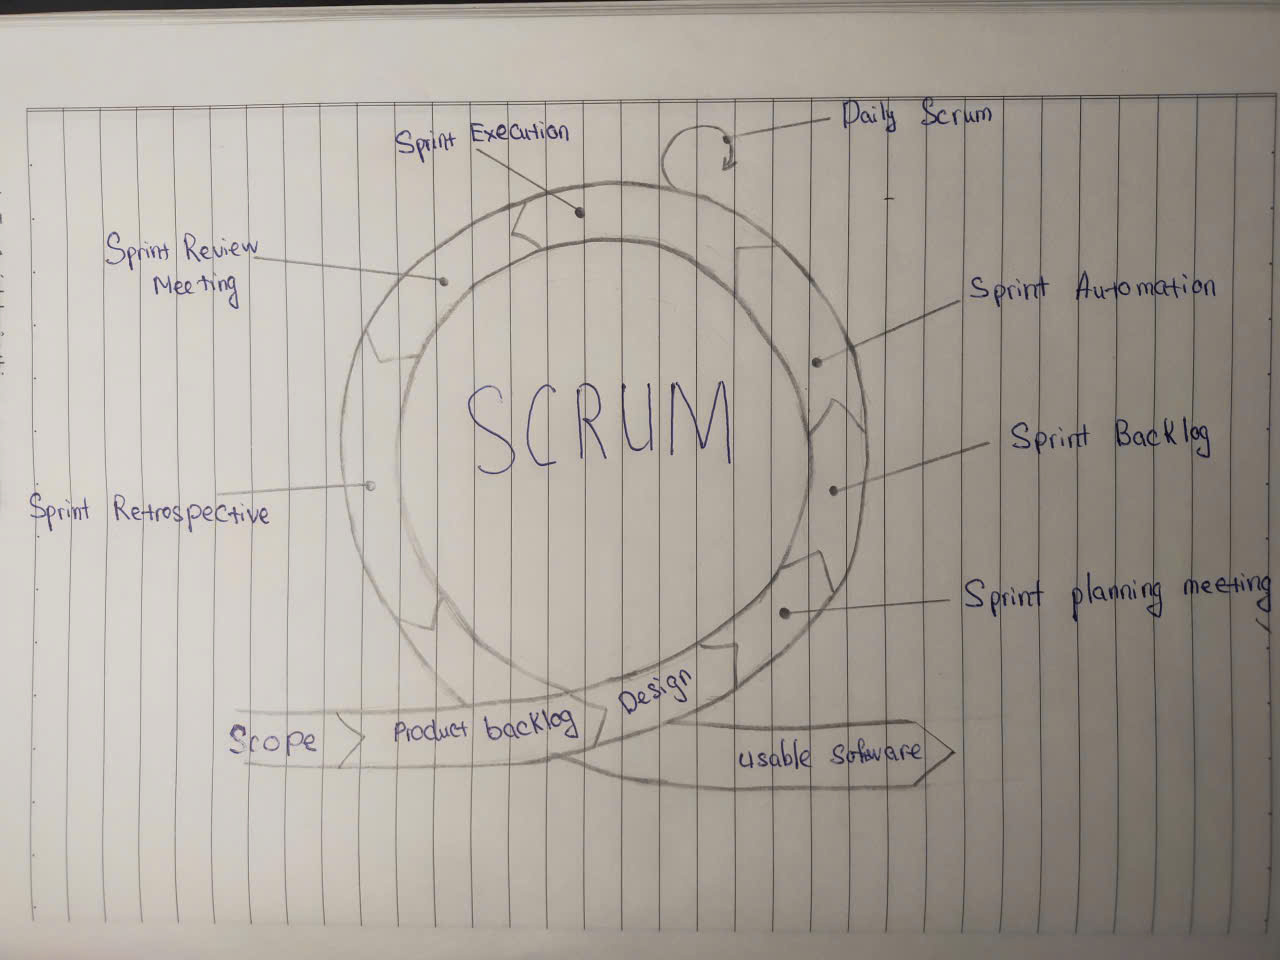 Daily Scrum
Sprint Execution
Sprint Review
Meeting
Sprint Automation
SCRUM
Sprint Backlog
Sprint Retrospective
Sprint planning meeting
Design
Scope
Product backlog
usable software